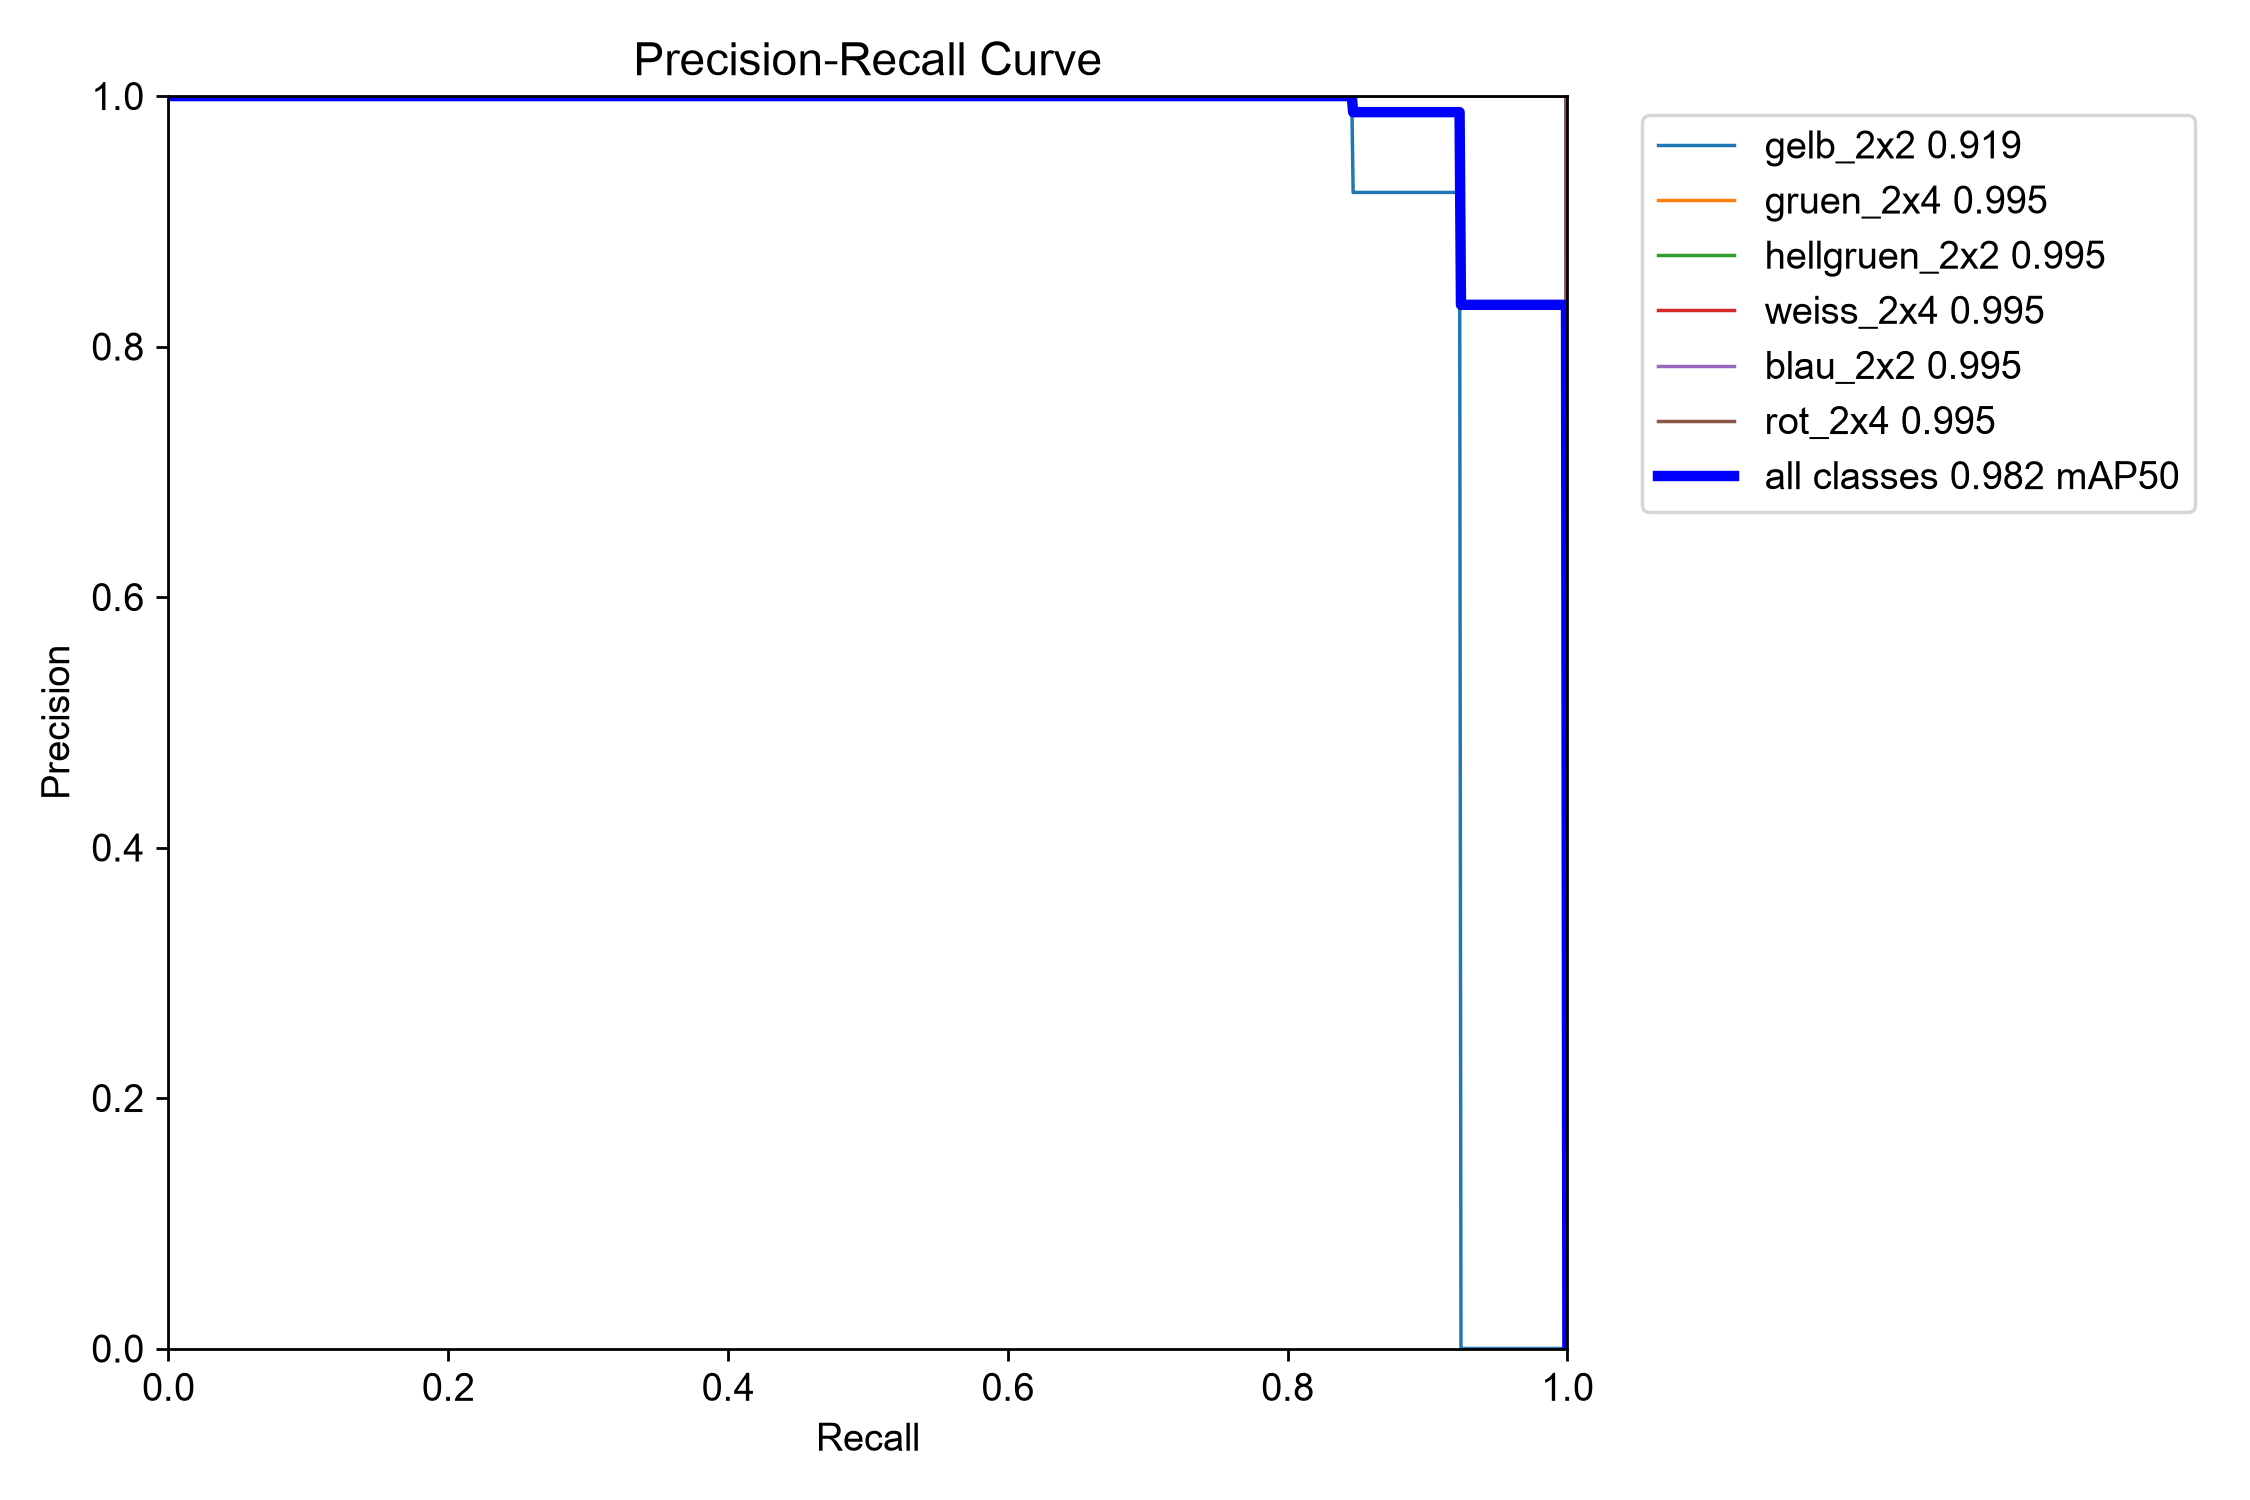 Precision-Recall Curve
1.0
0.8
0.6
0.4
0.2
0.0
Precision
0.0 0.2 0.4 0.6 0.8 1.0
Recall
gelb_2x2 0.919
gruen_2x4 0.995
hellgruen_2x2 0.995
weiss_2x4 0.995
blau_2x2 0.995
rot_2x4 0.995
all classes 0.982 mAP50